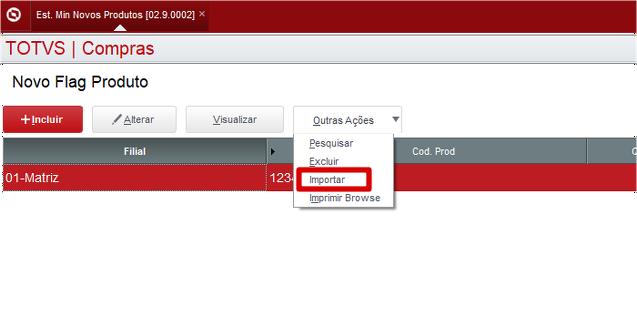 Est. Min Novos Produtos [02.9.0002] ×
TOTVS | Compras
Novo Flag Produto
+Incluir Alterar Visualizar Outras Ações
Pesquisar
Excluir
Importar
Imprimir Browse
Filial Cod. Prod
01-Matriz